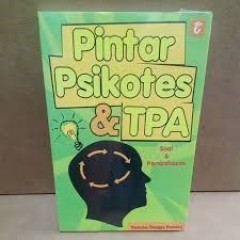 Pintar
Psikotes
& TPA
Soal
&
Pembahasan